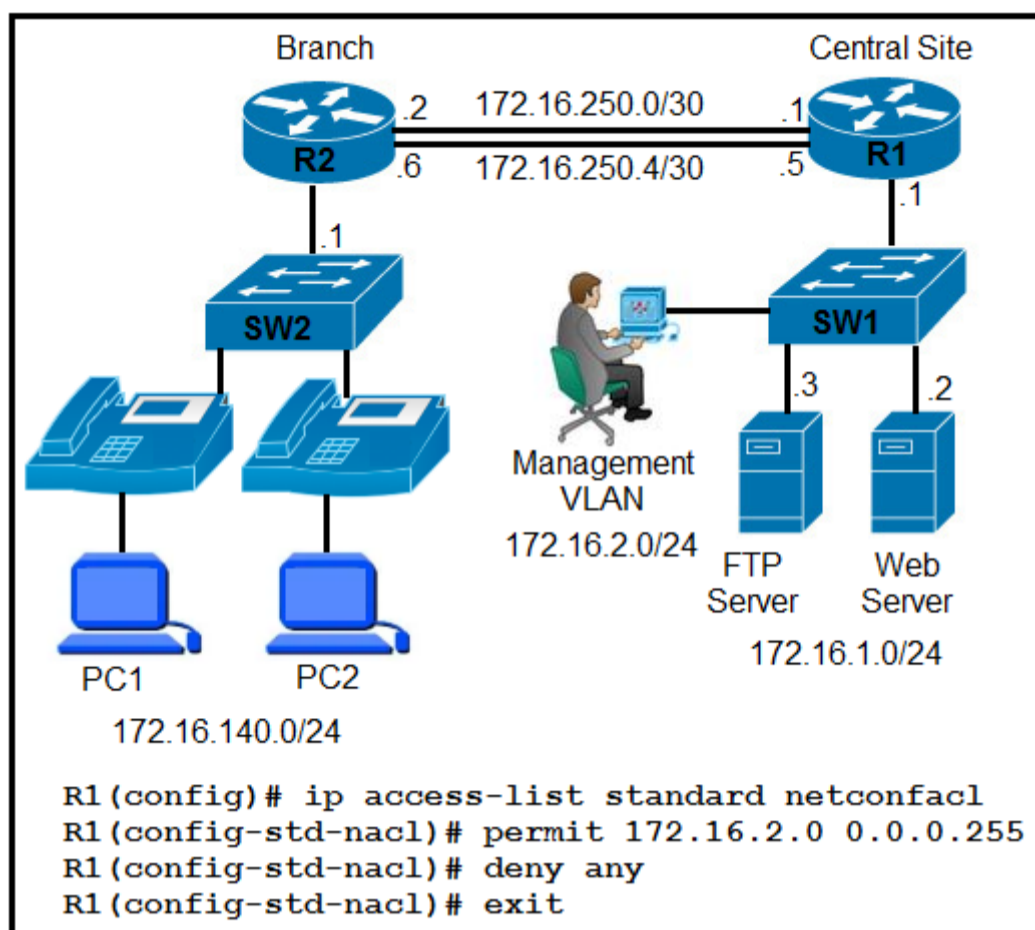 Branch
Central Site
.2
172.16.250.0/30
.1
R2
.6
172.16.250.4/30
.5
R1
.1
.1
SW2
SW1
.3
.2
Management
VLAN
172.16.2.0/24
FTP
Server
Web
Server
172.16.1.0/24
PC1
PC2
172.16.140.0/24
R1(config)# ip access-list standard netconfacl
R1(config-std-nacl)# permit 172.16.2.0 0.0.0.255
R1(config-std-nacl)# deny any
R1(config-std-nacl)# exit